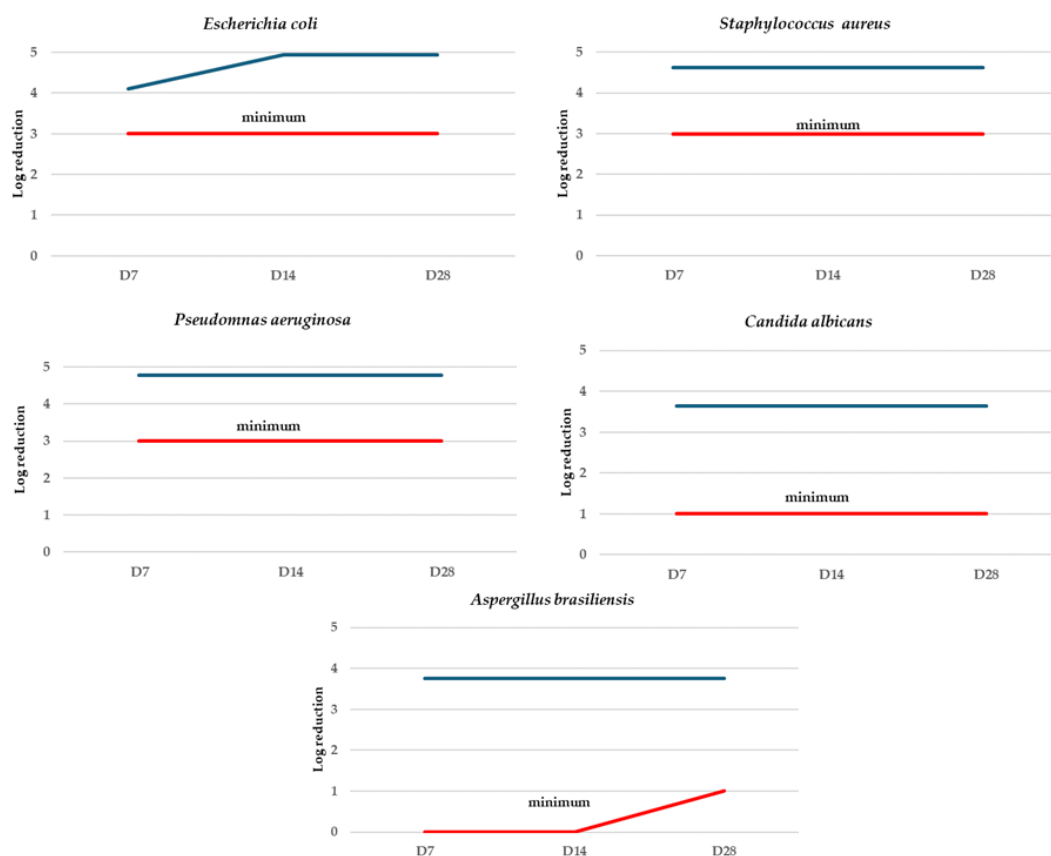 Escherichia coli
5
4
3
2
1
0
Log reduction
minimum
D7 D14 D28
Staphylococcus aureus
5
4
3
2
1
0
Log reduction
minimum
D7 D14 D28
Pseudomnas aeruginosa
5
4
3
2
1
0
Log reduction
minimum
D7 D14 D28
Candida albicans
5
4
3
2
1
0
Log reduction
minimum
D7 D14 D28
Aspergillus brasiliensis
5
4
3
2
1
0
Log reduction
minimum
D7 D14 D28